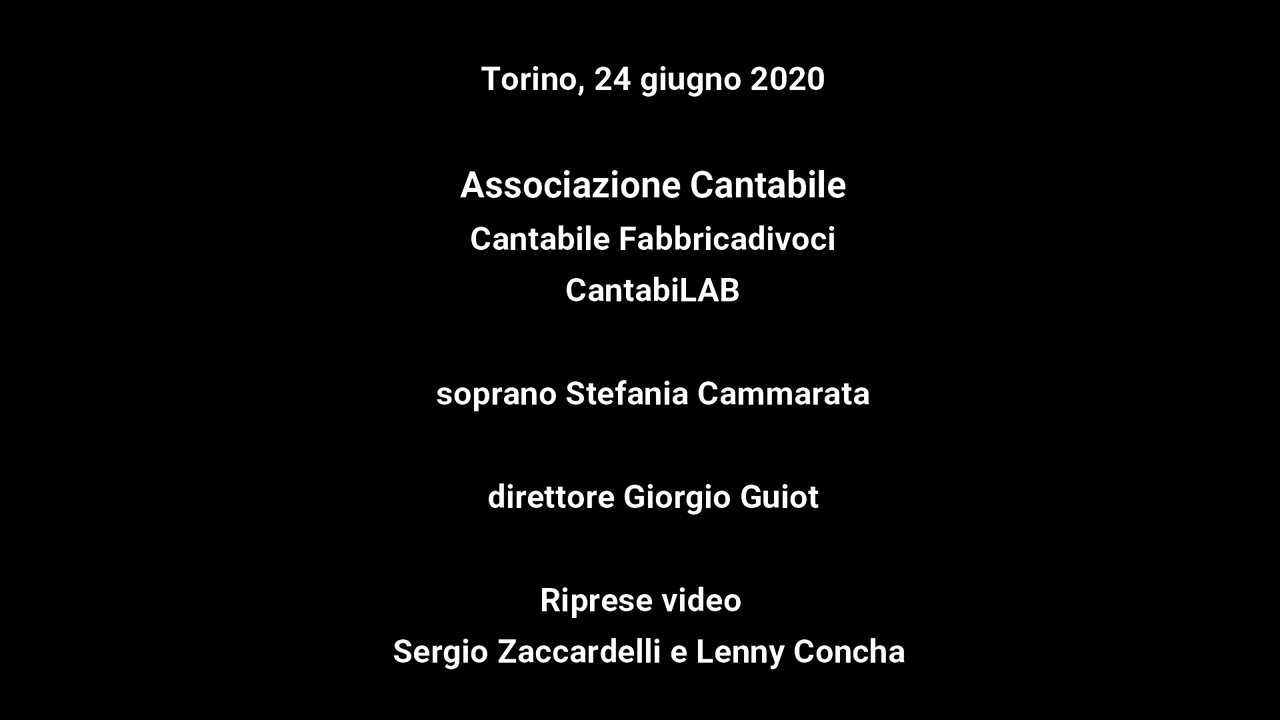 Torino, 24 giugno 2020
Associazione Cantabile
Cantabile Fabbricadivoci
CantabiLAB
soprano Stefania Cammarata
direttore Giorgio Guiot
Riprese video
Sergio Zaccardelli e Lenny Concha